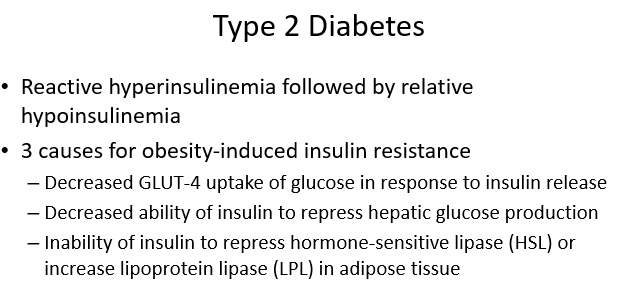 Type 2 Diabetes
• Reactive hyperinsulinemia followed by relative
hypoinsulinemia
• 3 causes for obesity-induced insulin resistance
– Decreased GLUT-4 uptake of glucose in response to insulin release
– Decreased ability of insulin to repress hepatic glucose production
– Inability of insulin to repress hormone-sensitive lipase (HSL) or
increase lipoprotein lipase (LPL) in adipose tissue